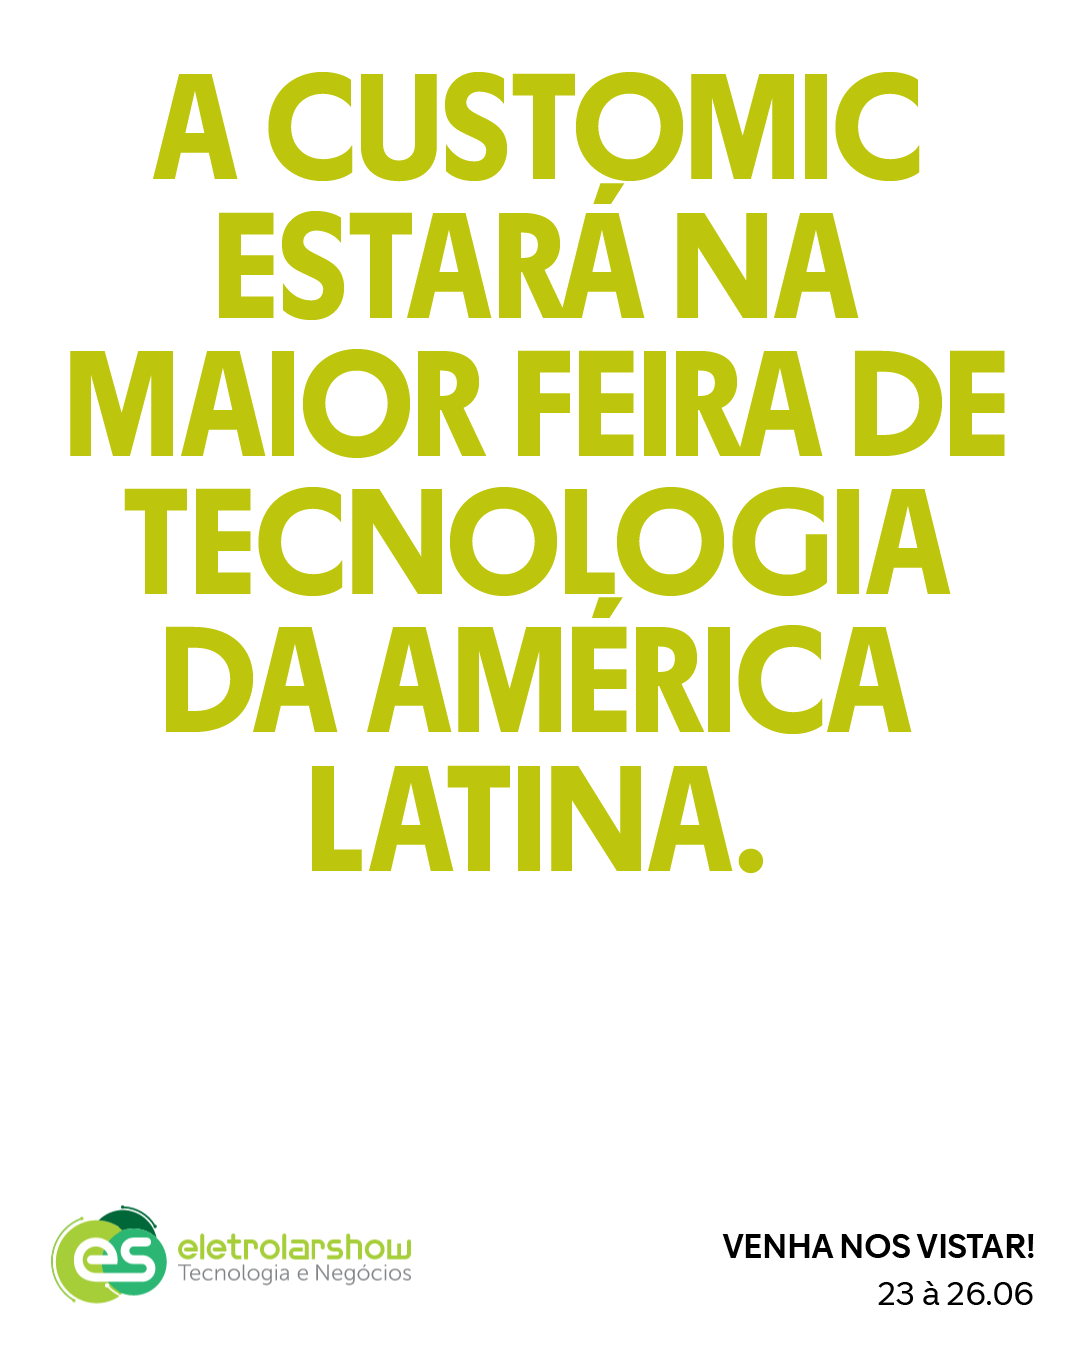 A CUSTOMIC
ESTARÁ NA
MAIOR FEIRA DE
TECNOLOGIA
DA AMÉRICA
LATINA.
es eletrolarshow
Tecnologia e Negócios
VENHA NOS VISTAR!
23 à 26.06